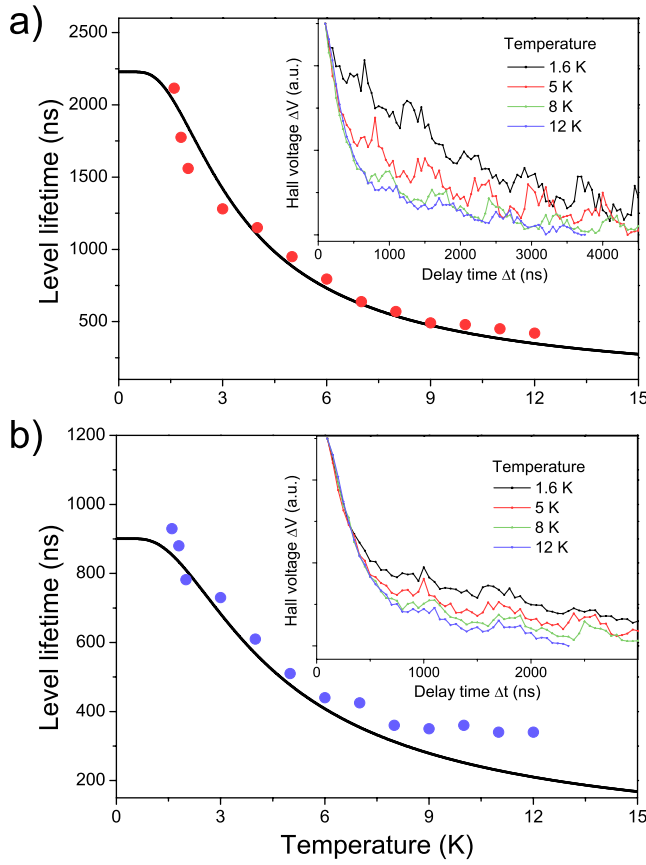 a)
Level lifetime (ns)
2500
2000
1500
1000
500
0
3
6
9
12
15
Hall voltage ΔV (a.u.)
Temperature
1.6 K
5 K
8 K
12 K
0
1000
2000
3000
4000
Delay time Δt (ns)
b)
Level lifetime (ns)
1200
1000
800
600
400
200
0
3
6
9
12
15
Temperature (K)
Hall voltage ΔV (a.u.)
Temperature
1.6 K
5 K
8 K
12 K
0
1000
2000
Delay time Δt (ns)